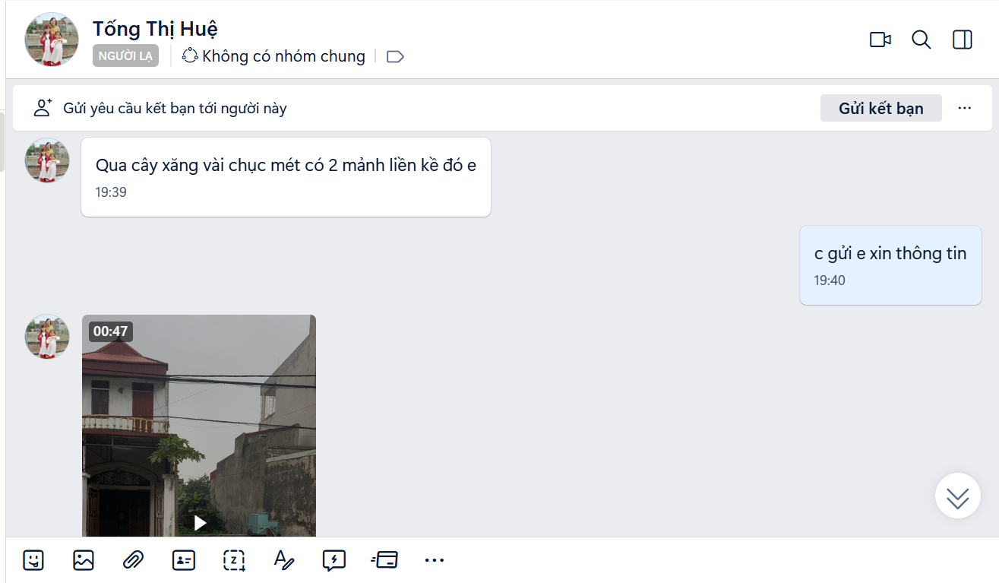 Tống Thị Huệ
NGƯỜI LẠ
Không có nhóm chung
Gửi yêu cầu kết bạn tới người này
Gửi kết bạn
Qua cây xăng vài chục mét có 2 mảnh liền kề đó e
19:39
c gửi e xin thông tin
19:40
00:47